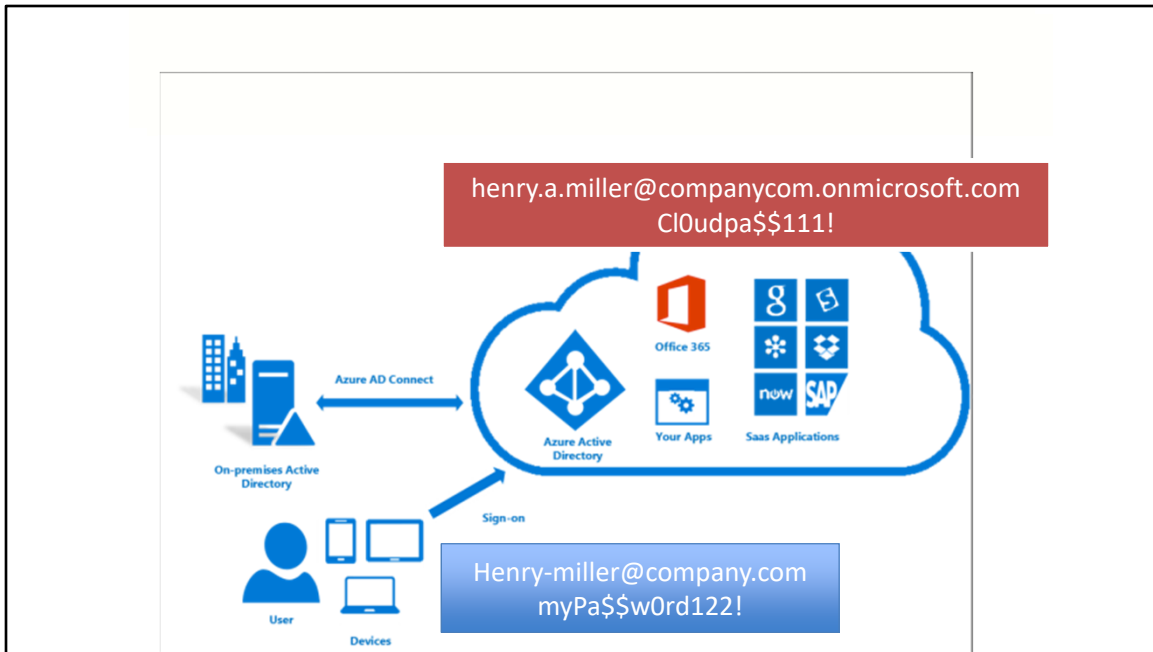 henry.a.miller@companycom.onmicrosoft.com
Cl0udpa$$111!
g
Office 365
Azure AD Connect
now
SAP
Azure Active
Directory
Your Apps
Saas Applications
On-premises Active
Directory
Sign-on
Henry-miller@company.com
myPa$$w0rd122!
User
Devices